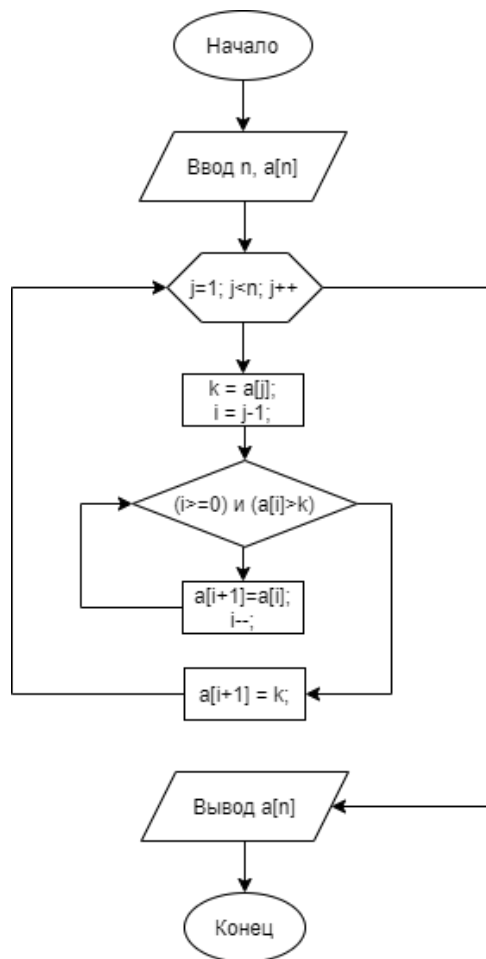 Начало
Ввод n, a[n]
j=1; j<n; j++
k = a[j];
i = j-1;
(i>=0) и (a[i]>k)
a[i+1]=a[i];
i--;
a[i+1] = k;
Вывод a[n]
Конец